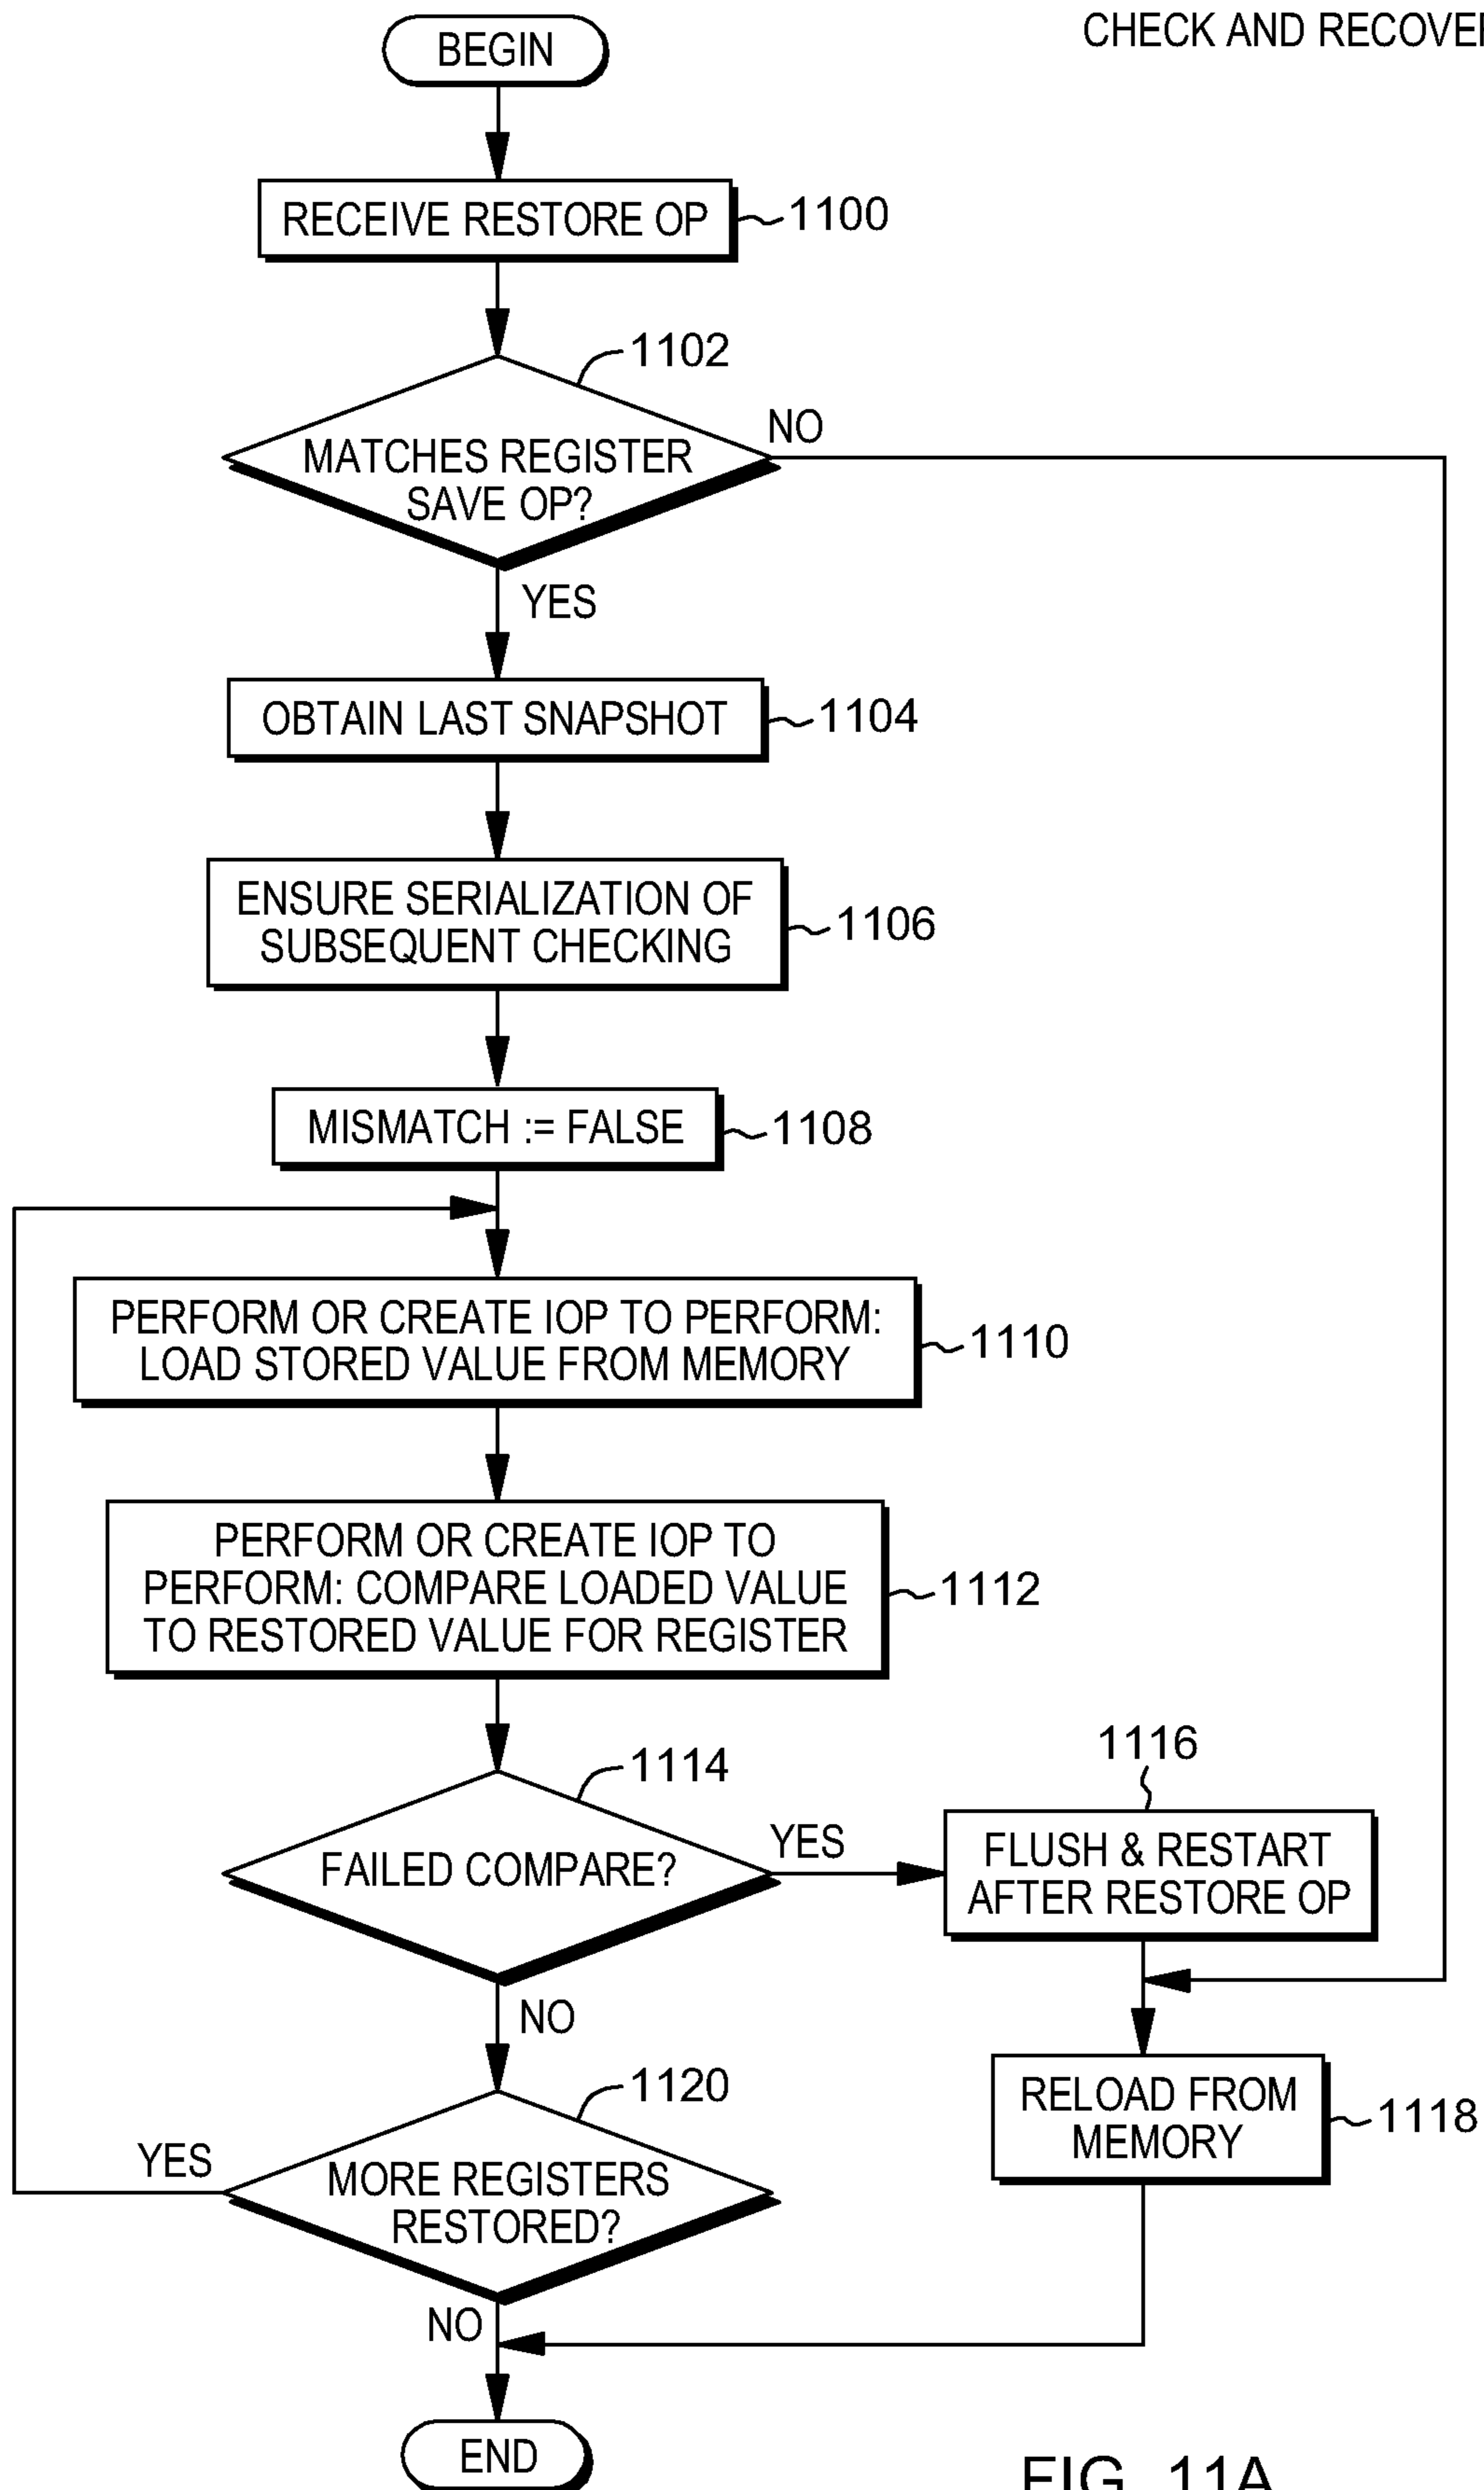 CHECK AND RECOVER
BEGIN
RECEIVE RESTORE OP
1100
1102
MATCHES REGISTER
SAVE OP?
NO
YES
OBTAIN LAST SNAPSHOT
1104
ENSURE SERIALIZATION OF
SUBSEQUENT CHECKING
1106
MISMATCH := FALSE
1108
PERFORM OR CREATE IOP TO PERFORM:
LOAD STORED VALUE FROM MEMORY
1110
PERFORM OR CREATE IOP TO
PERFORM: COMPARE LOADED VALUE
TO RESTORED VALUE FOR REGISTER
1112
1114
FAILED COMPARE?
YES
1116
FLUSH & RESTART
AFTER RESTORE OP
NO
1120
MORE REGISTERS
RESTORED?
YES
RELOAD FROM
MEMORY
1118
NO
END
FIG. 11A